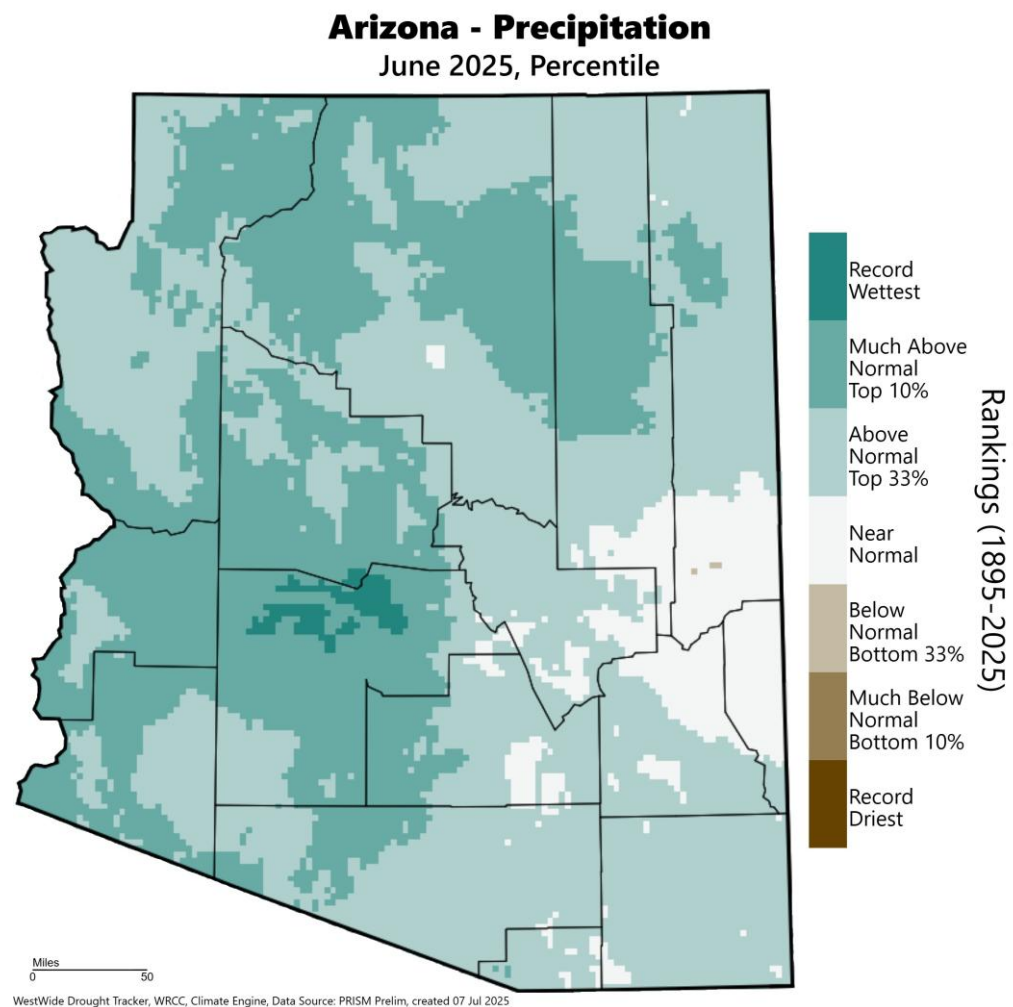 Arizona - Precipitation
June 2025, Percentile
Record
Wettest
Much Above
Normal
Top 10%
Above
Normal
Top 33%
Near
Normal
Below
Normal
Bottom 33%
Much Below
Normal
Bottom 10%
Record
Driest
Rankings (1895-2025)
Miles
0 50
WestWide Drought Tracker, WRCC, Climate Engine, Data Source: PRISM Prelim, created 07 Jul 2025